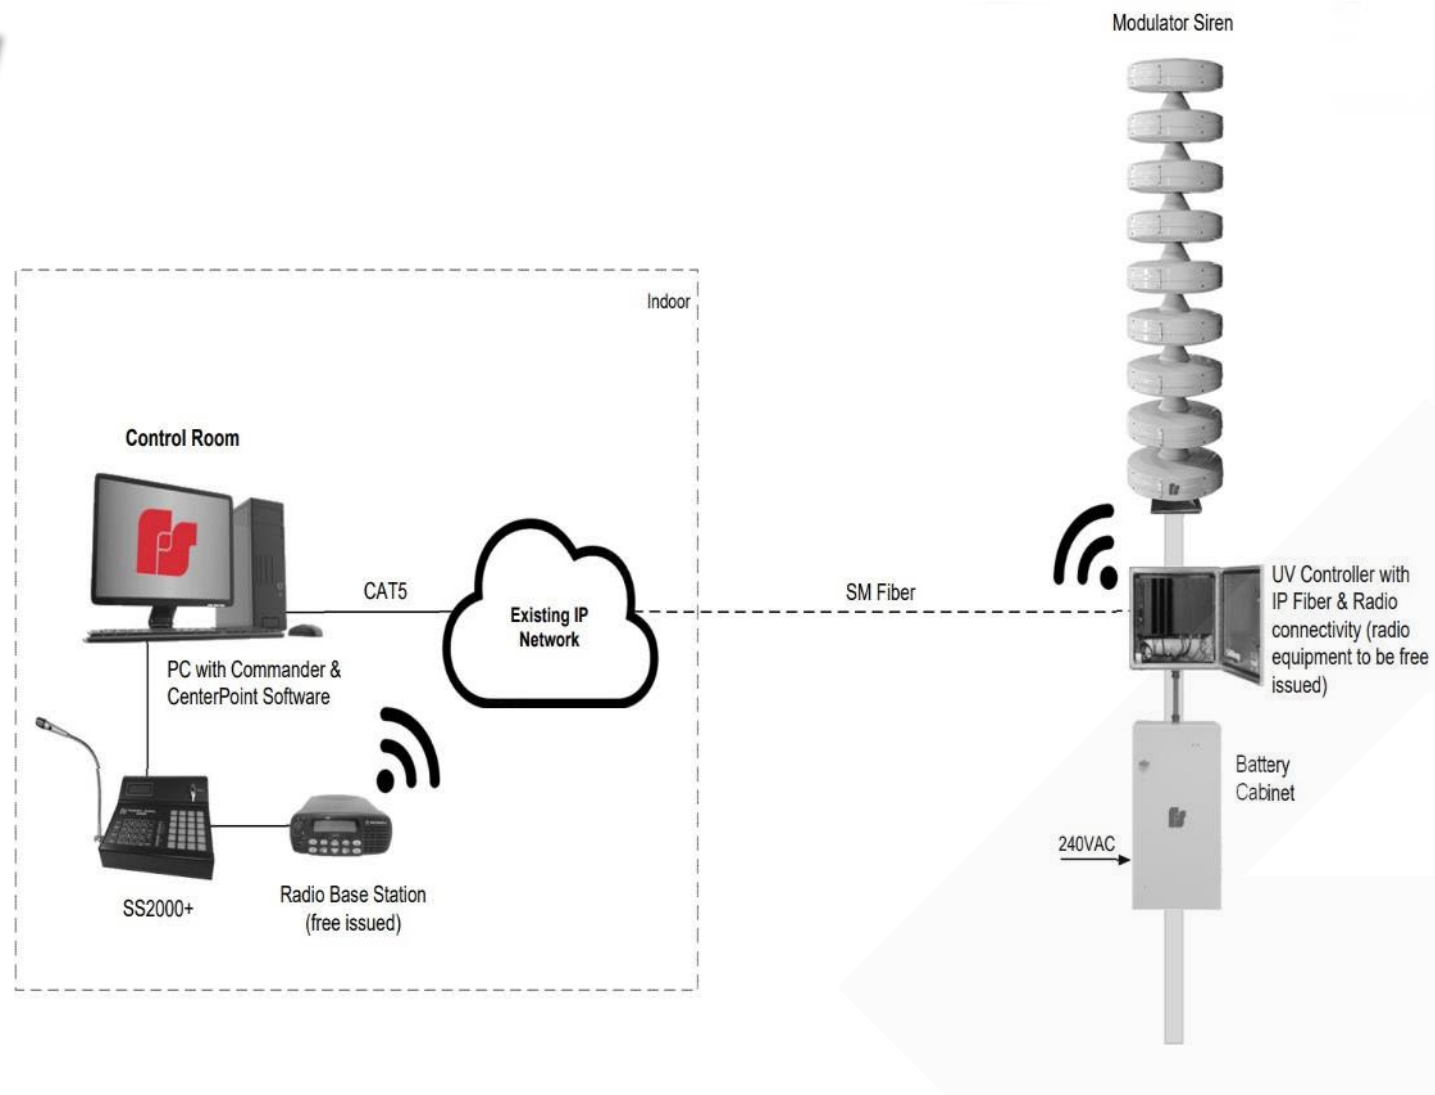 Modulator Siren
Indoor
Control Room
CAT5
Existing IP
Network
SM Fiber
UV Controller with
IP Fiber & Radio
connectivity (radio
equipment to be free
issued)
PC with Commander &
CenterPoint Software
Battery
Cabinet
240VAC
SS2000+
Radio Base Station
(free issued)